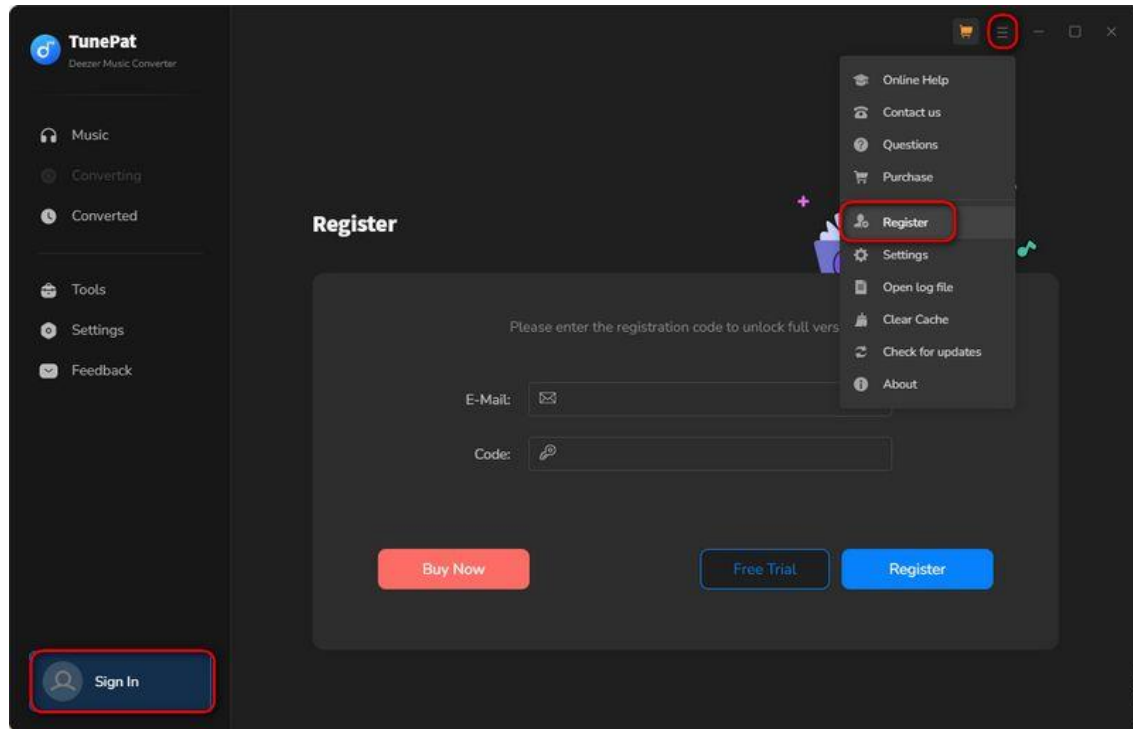 TunePat
Deezer Music Converter
Music
Converting
Converted
Tools
Settings
Feedback
Sign In
Online Help
Contact us
Questions
Purchase
Register
Settings
Open log file
Clear Cache
Check for updates
About
Register
Please enter the registration code to unlock full vers
E-Mail:
Code:
Buy Now
Free Trial
Register